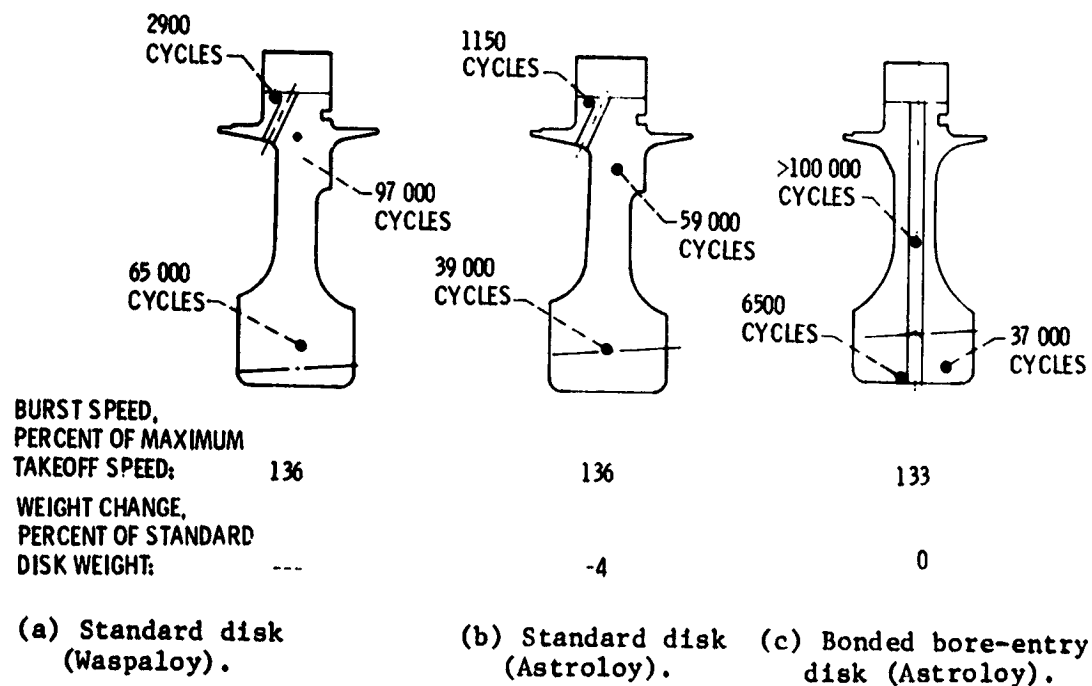 2900
CYCLES
97 000
CYCLES
65 000
CYCLES
1150
CYCLES
59 000
CYCLES
39 000
CYCLES
>100 000
CYCLES
6500
CYCLES
37 000
CYCLES
BURST SPEED,
PERCENT OF MAXIMUM
TAKEOFF SPEED: 136 136 133
WEIGHT CHANGE,
PERCENT OF STANDARD
DISK WEIGHT: --- -4 0
(a) Standard disk
(Waspaloy).
(b) Standard disk
(Astroloy).
(c) Bonded bore-entry
disk (Astroloy).